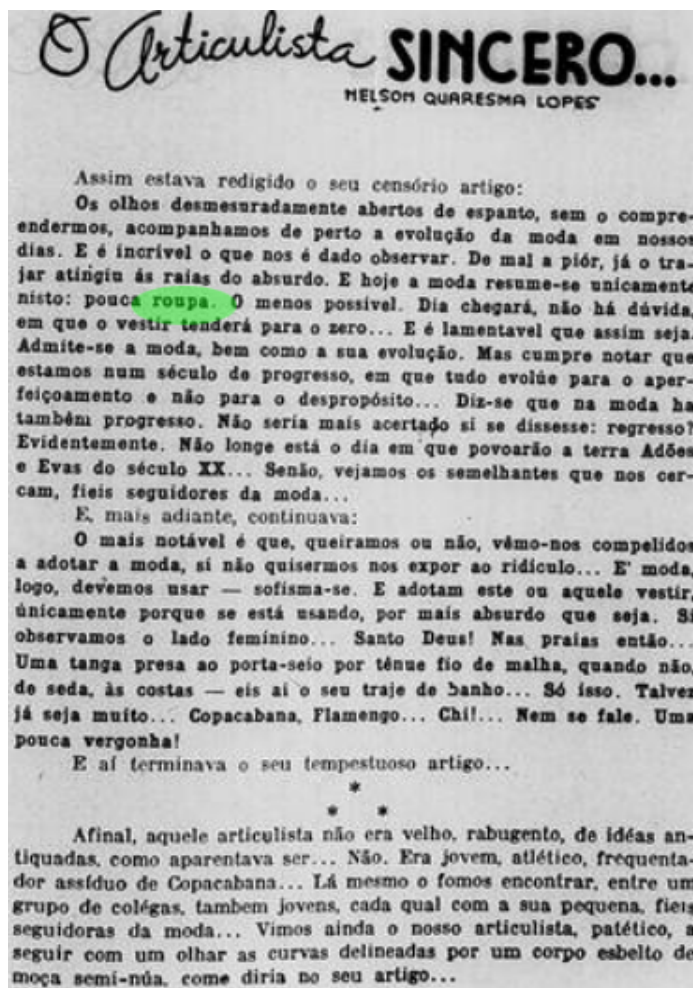 O Articulista SINCERO...
NELSON QUARESMA LOPES
Assim estava redigido o seu censório artigo:
Os olhos desmesuradamente abertos de espanto, sem o compre-
endermos, acompanhamos de perto a evolução da moda em nossos
dias. E é incrivel o que nos é dado observar. De mal a piór, já o tra-
jar atingiu ás raias do absurdo. E hoje a moda resume-se unicamente
nisto: pouca roupa. O menos possivel. Dia chegará, não há dúvida,
em que o vestir tenderá para o zero... E é lamentavel que assim seja.
Admite-se a moda, bem como a sua evolução. Mas cumpre notar que
estamos num século de progresso, em que tudo evolúe para o aper-
feiçoamento e não para o despropósito... Diz-se que na moda ha
também progresso. Não seria mais acertado si se dissesse: regresso?
Evidentemente. Não longe está o dia em que povoarão a terra Adões
e Evas do século XX... Senão, vejamos os semelhantes que nos cer-
cam, fieis seguidores da moda...
E, mais adiante, continuava:
O mais notável é que, queiramos ou não, vêmo-nos compelidos
a adotar a moda, si não quisermos nos expor ao ridículo... E' moda,
logo, devemos usar — sofisma-se. E adotam este ou aquele vestir,
únicamente porque se está usando, por mais absurdo que seja. Si
observamos o lado feminino... Santo Deus! Nas praias então...
Uma tanga presa ao porta-seio por tênue fio de malha, quando não,
de seda, às costas — eis aí o seu traje de banho... Só isso. Talvez
já seja muito... Copacabana, Flamengo... Chi!... Nem se fale. Uma
pouca vergonha!
E aí terminava o seu tempestuoso artigo...
*
* *
Afinal, aquele articulista não era velho, rabugento, de idéas an-
tiquadas, como aparentava ser... Não. Era jovem, atlético, frequenta-
dor assíduo de Copacabana... Lá mesmo o fomos encontrar, entre um
grupo de colégas, tambem jovens, cada qual com a sua pequena, fieis
seguidoras da moda... Vimos ainda o nosso articulista, patético, a
seguir com um olhar as curvas delineadas por um corpo esbelto de
moça semi-núa, come diria no seu artigo...